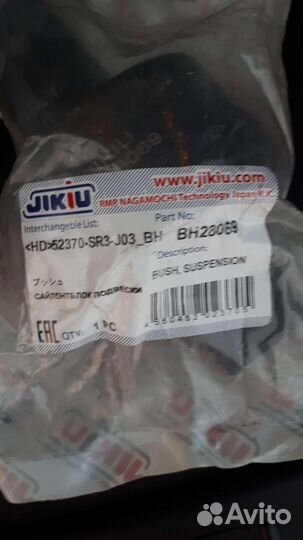 JIKIU
www.jikiu.com
RMP NAGAMOCHI Technology Japan K.K.
Interchangeble List:
Part No:
<HD>52370-SR3-J03_BH
BH23089
Description:
BUSH, SUSPENSION
ブッシュ
САЙЛЕНТБЛОК ПОДВЕСКИ
EAC
QTY: 1 PC
Avito